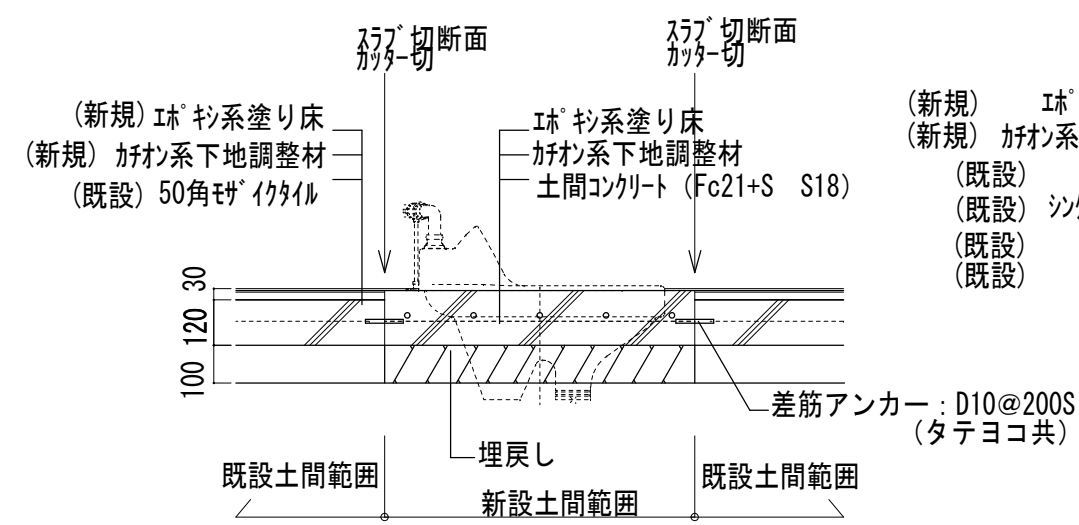 ｽﾗﾌﾞ切断面
ｶｯﾀｰ切
ｽﾗﾌﾞ切断面
ｶｯﾀｰ切
(新規) ｴﾎﾟｷｼ系塗り床
(新規) ｶﾁｵﾝ系下地調整材
(既設) 50角ﾓｻﾞｲｸﾀｲﾙ
ｴﾎﾟｷｼ系塗り床
ｶﾁｵﾝ系下地調整材
土間ｺﾝｸﾘｰﾄ (Fc21+S S18)
(新規) ｴﾎﾟ
(新規) ｶﾁｵﾝ系
(既設)
(既設) ｼﾝ
(既設)
(既設)
30
120
100
差筋アンカー：D10@200S
(タテヨコ共)
埋戻し
既設土間範囲
新設土間範囲
既設土間範囲